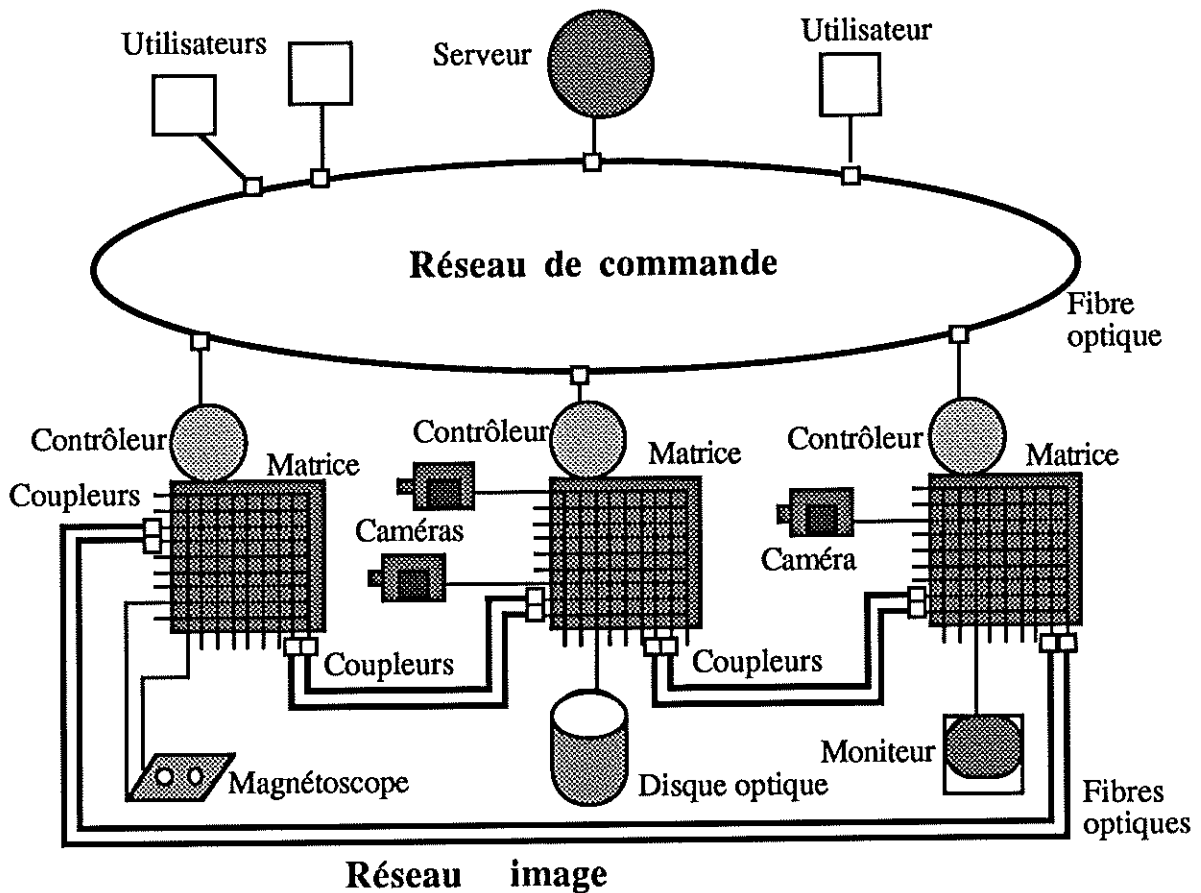 Utilisateurs
Serveur
Utilisateur
Réseau de commande
Fibre
optique
Contrôleur
Contrôleur
Contrôleur
Matrice
Matrice
Matrice
Coupleurs
Caméras
Caméra
Coupleurs
Coupleurs
Magnétoscope
Disque optique
Moniteur
Fibres
optiques
Réseau image